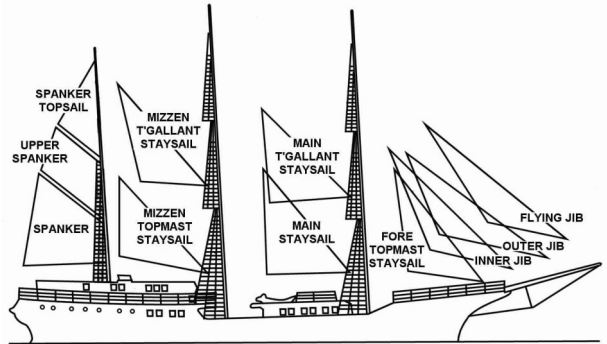 SPANKER
TOPSAIL
UPPER
SPANKER
SPANKER
MIZZEN
T'GALLANT
STAYSAIL
MIZZEN
TOPMAST
STAYSAIL
MAIN
T'GALLANT
STAYSAIL
MAIN
STAYSAIL
FORE
TOPMAST
STAYSAIL
FLYING JIB
OUTER JIB
INNER JIB